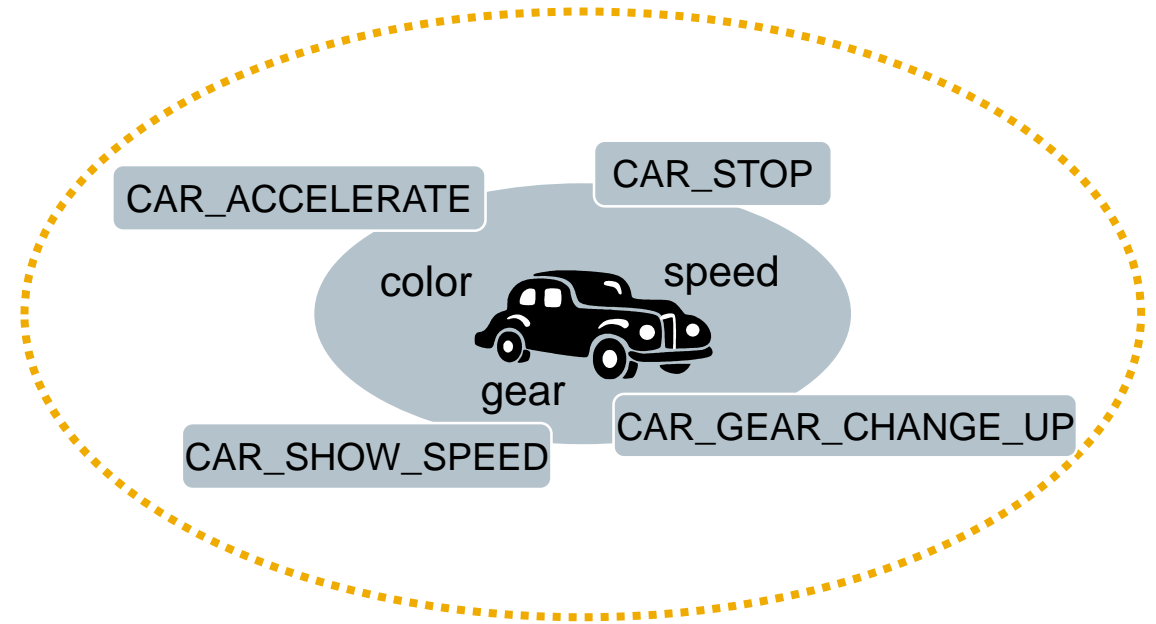 CAR_STOP
CAR_ACCELERATE
color
speed
gear
CAR_GEAR_CHANGE_UP
CAR_SHOW_SPEED